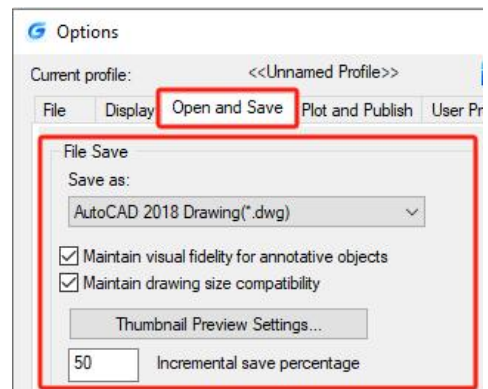 Options
Current profile: <<Unnamed Profile>>
File Display Open and Save Plot and Publish User Pr
File Save
Save as:
AutoCAD 2018 Drawing(*.dwg)
Maintain visual fidelity for annotative objects
Maintain drawing size compatibility
Thumbnail Preview Settings...
50 Incremental save percentage